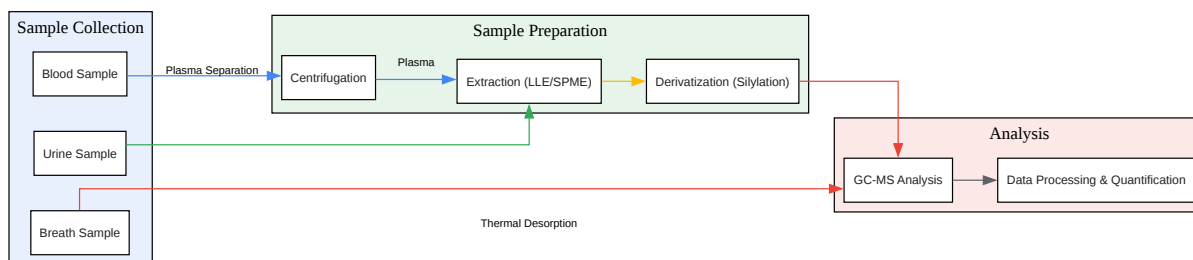 Sample Collection
Blood Sample
Urine Sample
Breath Sample
Plasma Separation
Sample Preparation
Centrifugation
Plasma
Extraction (LLE/SPME)
Derivatization (Silylation)
Thermal Desorption
Analysis
GC-MS Analysis
Data Processing & Quantification